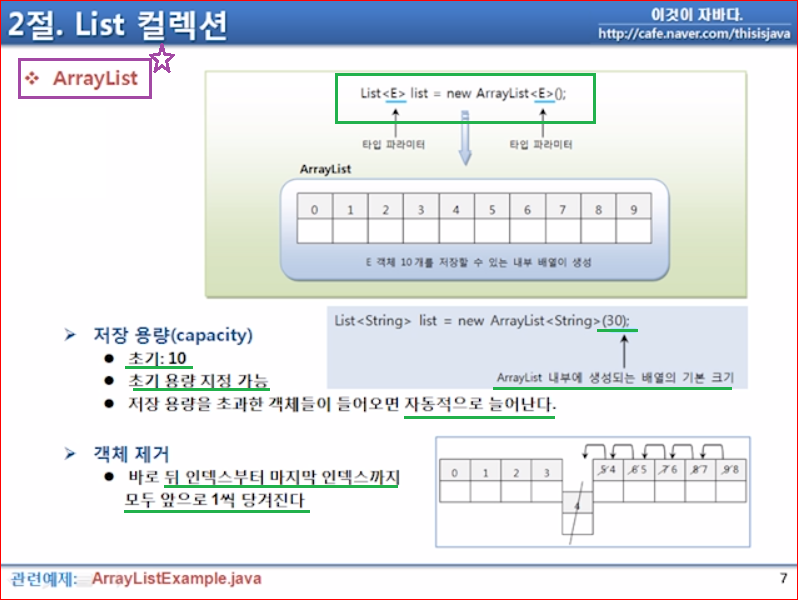 2절. List 컬렉션
이것이 자바다.
http://cafe.naver.com/thisisjava
❖ ArrayList
List<E> list = new ArrayList<E>();
타입 파라미터 타입 파라미터
ArrayList
0 1 2 3 4 5 6 7 8 9
E 객체 10개를 저장할 수 있는 내부 배열이 생성
➢ 저장 용량(capacity)
● 초기: 10
● 초기 용량 지정 가능
● 저장 용량을 초과한 객체들이 들어오면 자동적으로 늘어난다.
List<String> list = new ArrayList<String>(30);
ArrayList 내부에 생성되는 배열의 기본 크기
➢ 객체 제거
● 바로 뒤 인덱스부터 마지막 인덱스까지
모두 앞으로 1씩 당겨진다
0 1 2 3 4 5 4 6 5 7 6 8 7 9 8
관련예제: ArrayListExample.java
7